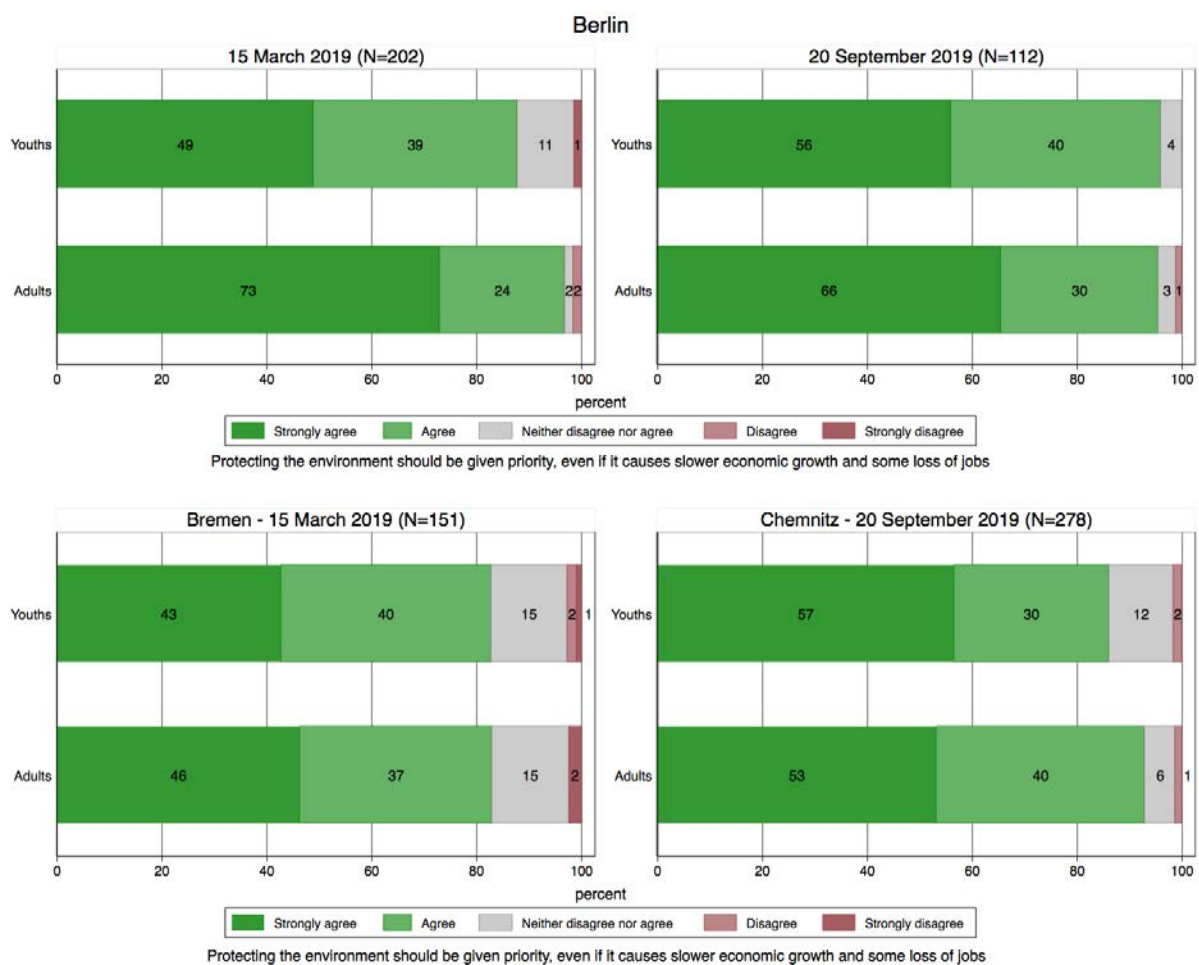 Berlin
15 March 2019 (N=202)
20 September 2019 (N=112)
Youths 49 39 11 1
Youths 56 40 4
Adults 73 24 2 2
Adults 66 30 3 1
0 20 40 60 80 100
0 20 40 60 80 100
percent
Strongly agree Agree Neither disagree nor agree Disagree Strongly disagree
Protecting the environment should be given priority, even if it causes slower economic growth and some loss of jobs
Bremen - 15 March 2019 (N=151)
Chemnitz - 20 September 2019 (N=278)
Youths 43 40 15 2 1
Youths 57 30 12 2
Adults 46 37 15 2
Adults 53 40 6 1
0 20 40 60 80 100
0 20 40 60 80 100
percent
Strongly agree Agree Neither disagree nor agree Disagree Strongly disagree
Protecting the environment should be given priority, even if it causes slower economic growth and some loss of jobs